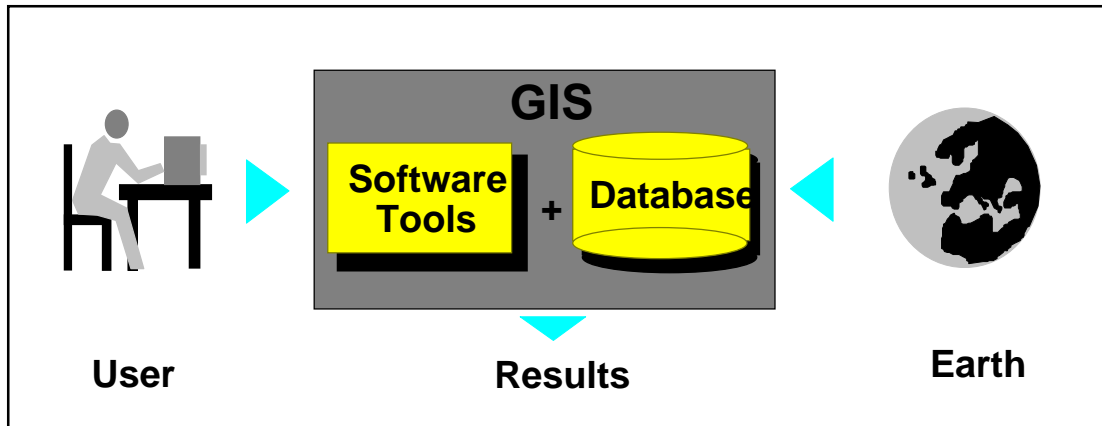 GIS
Software
Tools
+
Database
User
Results
Earth